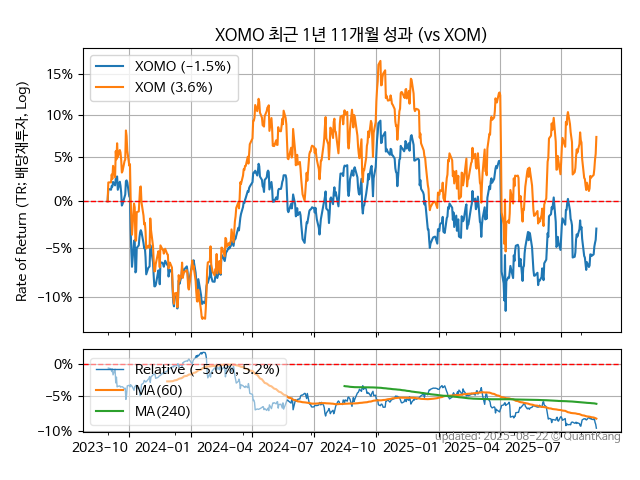 XOMO 최근 1년 11개월 성과 (vs XOM)
Rate of Return (TR: 배당재투자, Log)
15%
10%
5%
0%
−5%
−10%
XOMO (−1.5%)
XOM (3.6%)
0%
−5%
−10%
Relative (−5.0%, 5.2%)
MA(60)
MA(240)
2023-10 2024-01 2024-04 2024-07 2024-10 2025-01 2025-04 2025-07
updated: 2025-08-22 © QuantKang